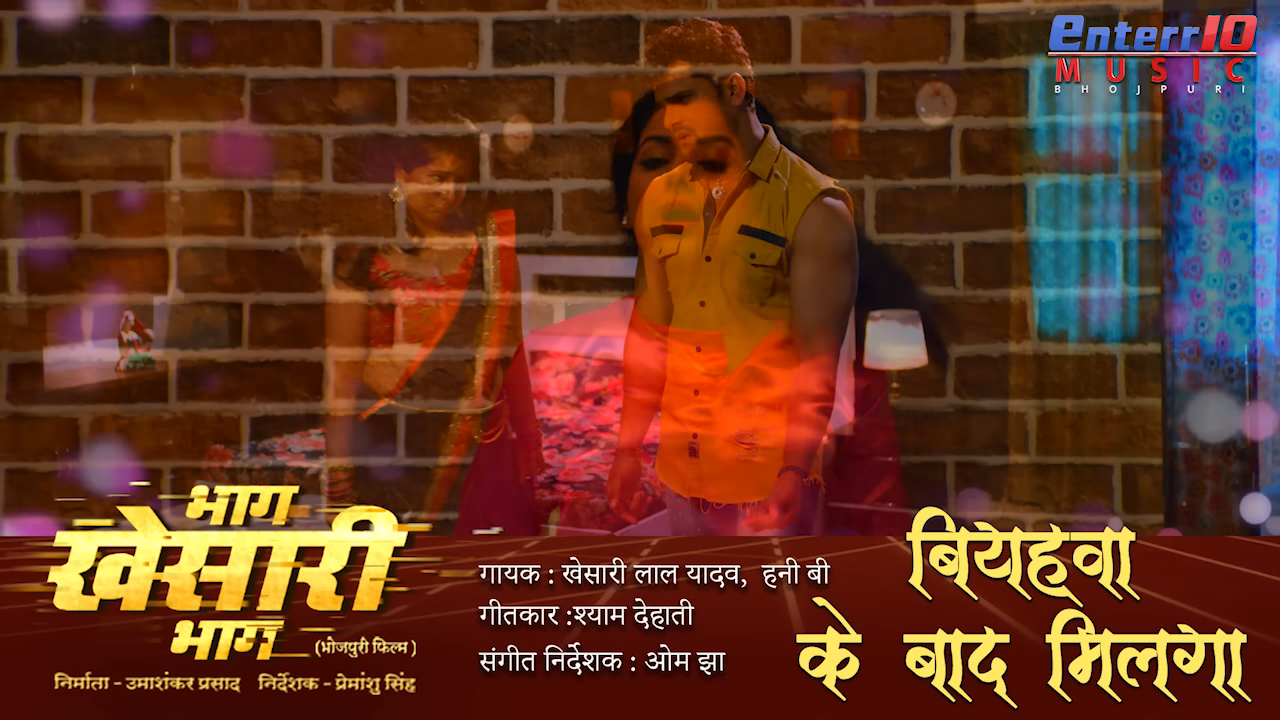 enterr10
MUSIC
BHOJPURI
भाग
खेसारी
भाग
(भोजपुरी फिल्म)
निर्माता - उमाशंकर प्रसाद निर्देशक - प्रेमांशु सिंह
गायक : खेसारी लाल यादव, हनी बी
गीतकार :श्याम देहाती
संगीत निर्देशक : ओम झा
बियहवा
के बाद मिलगा